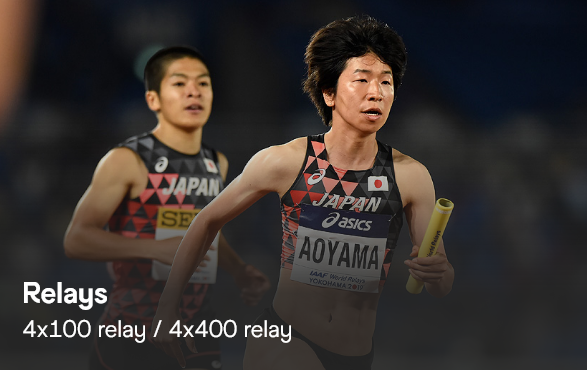 JAPAN
SEI
JAPAN
asics
AOYAMA
IAAF World Relays
YOKOHAMA 2019
Relays
4x100 relay / 4x400 relay